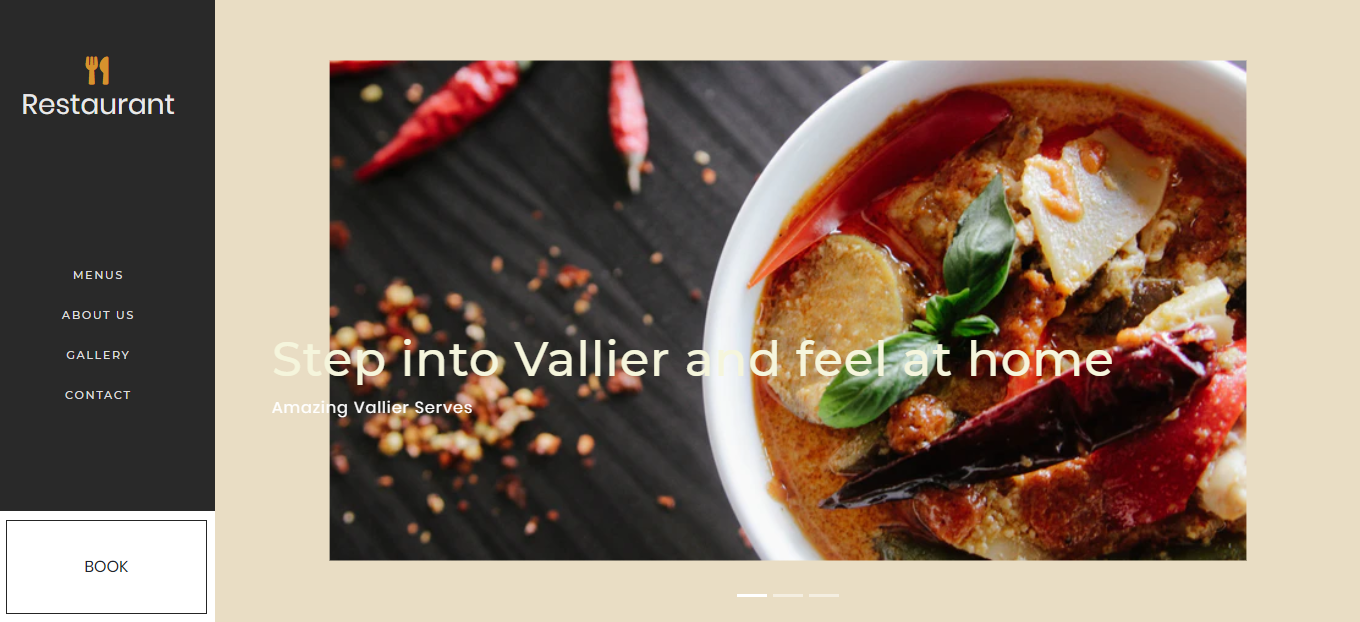 Restaurant
MENUS
ABOUT US
GALLERY
CONTACT
BOOK
Step into Vallier and feel at home
Amazing Vallier Serves